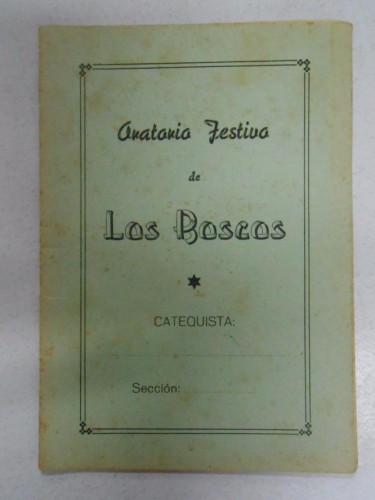 Oratorio Festivo
de
Los Boscos
CATEQUISTA:
Sección: